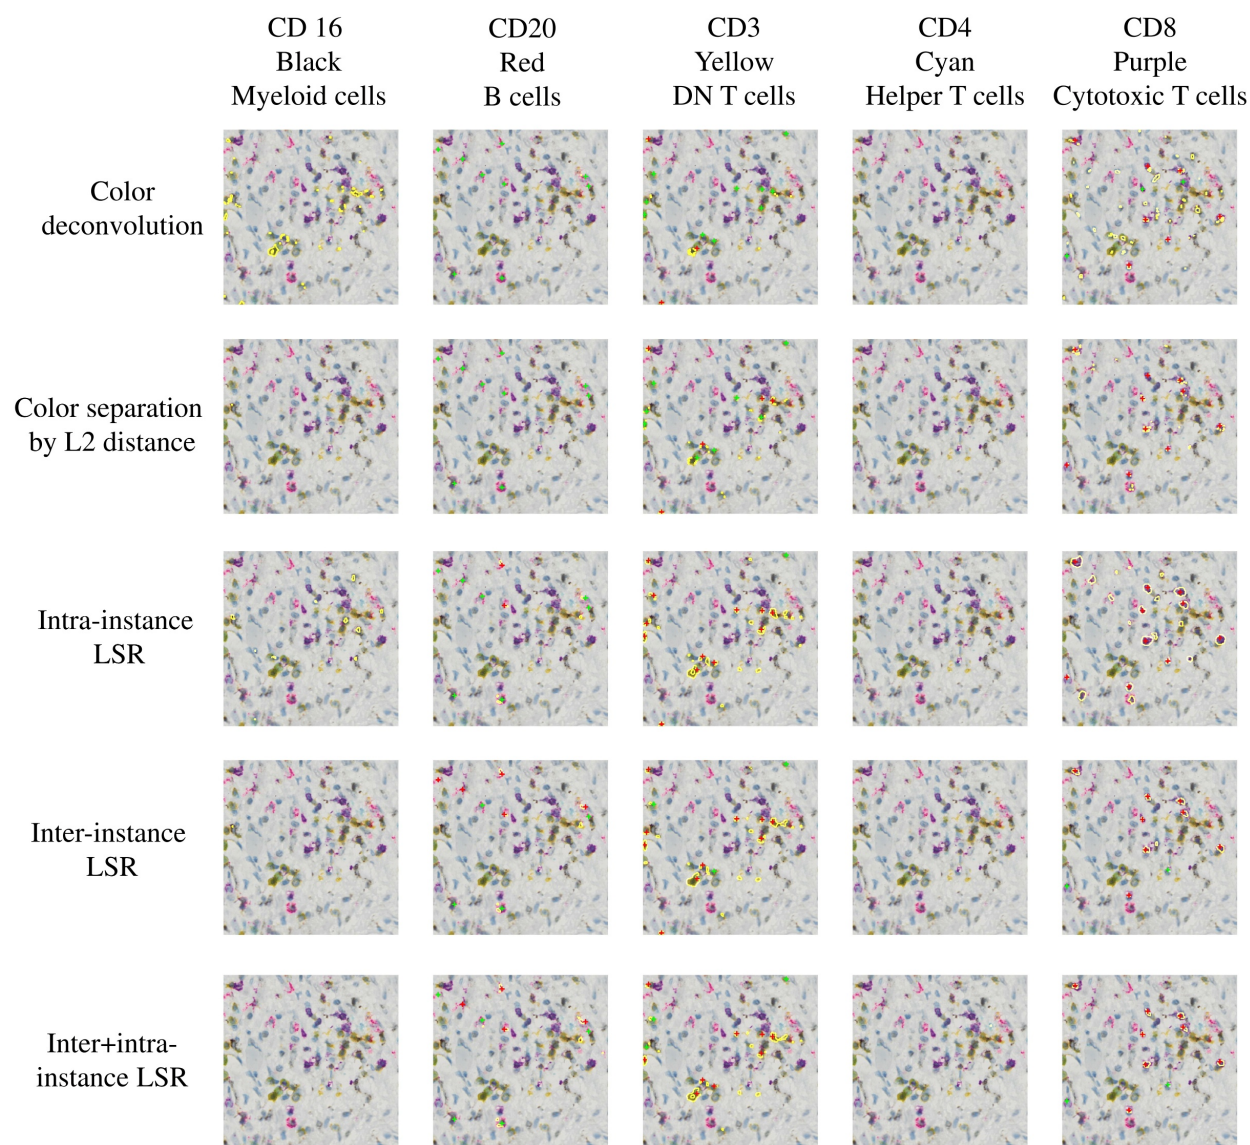 CD 16
Black
Myeloid cells
CD20
Red
B cells
CD3
Yellow
DN T cells
CD4
Cyan
Helper T cells
CD8
Purple
Cytotoxic T cells
Color
deconvolution
Color separation
by L2 distance
Intra-instance
LSR
Inter-instance
LSR
Inter+intra-
instance LSR